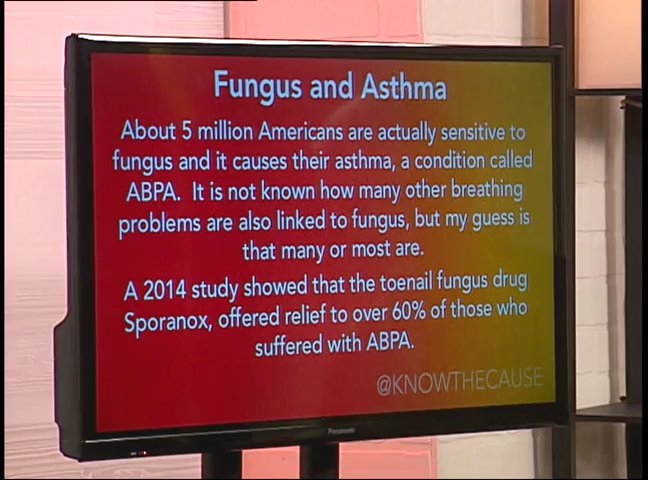 Fungus and Asthma
About 5 million Americans are actually sensitive to
fungus and it causes their asthma, a condition called
ABPA. It is not known how many other breathing
problems are also linked to fungus, but my guess is
that many or most are.
A 2014 study showed that the toenail fungus drug
Sporanox, offered relief to over 60% of those who
suffered with ABPA.
@KNOWTHECAUSE
Panasonic